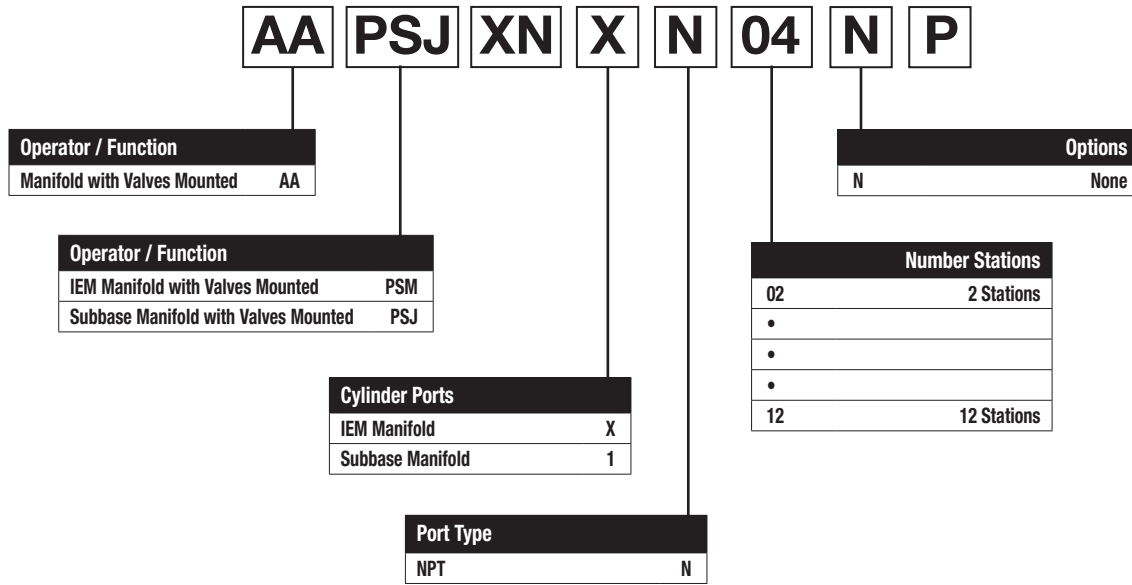 AA PSJ XN X N 04 N P
Operator / Function
Manifold with Valves Mounted AA
Options
N None
Operator / Function
IEM Manifold with Valves Mounted PSM
Subbase Manifold with Valves Mounted PSJ
Number Stations
02 2 Stations
•
•
•
12 12 Stations
Cylinder Ports
IEM Manifold X
Subbase Manifold 1
Port Type
NPT N